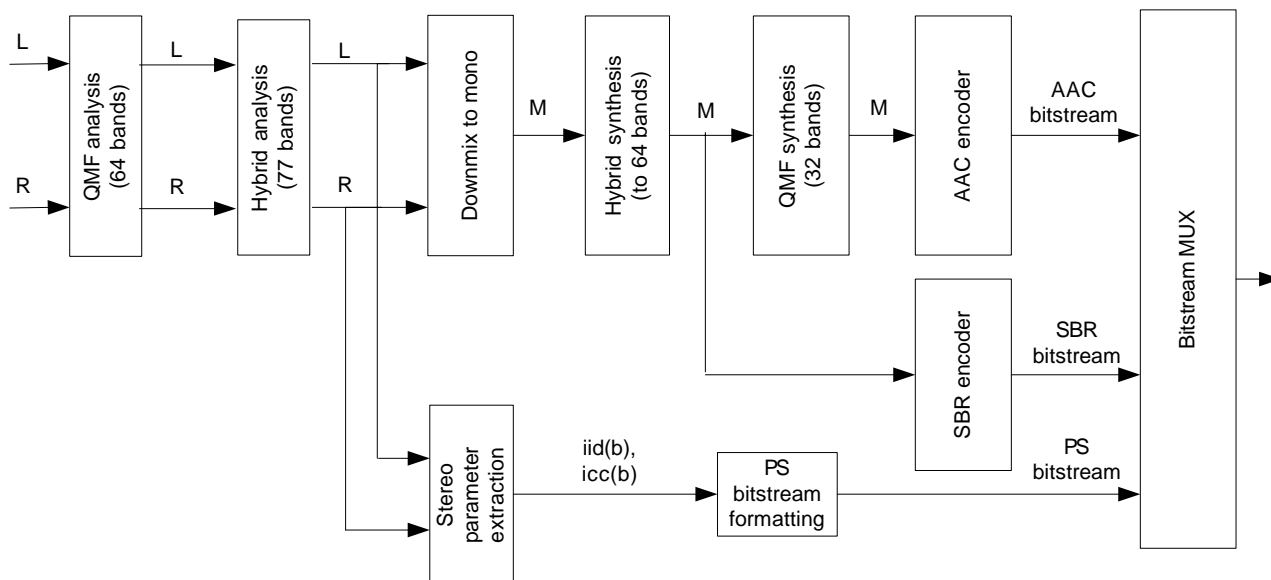 L
R
QMF analysis
(64 bands)
L
R
Hybrid analysis
(77 bands)
L
R
Downmix to mono
M
Hybrid synthesis
(to 64 bands)
M
QMF synthesis
(32 bands)
M
AAC encoder
AAC
bitstream
SBR encoder
SBR
bitstream
Stereo
parameter
extraction
iid(b),
icc(b)
PS
bitstream
formatting
PS
bitstream
Bitstream MUX